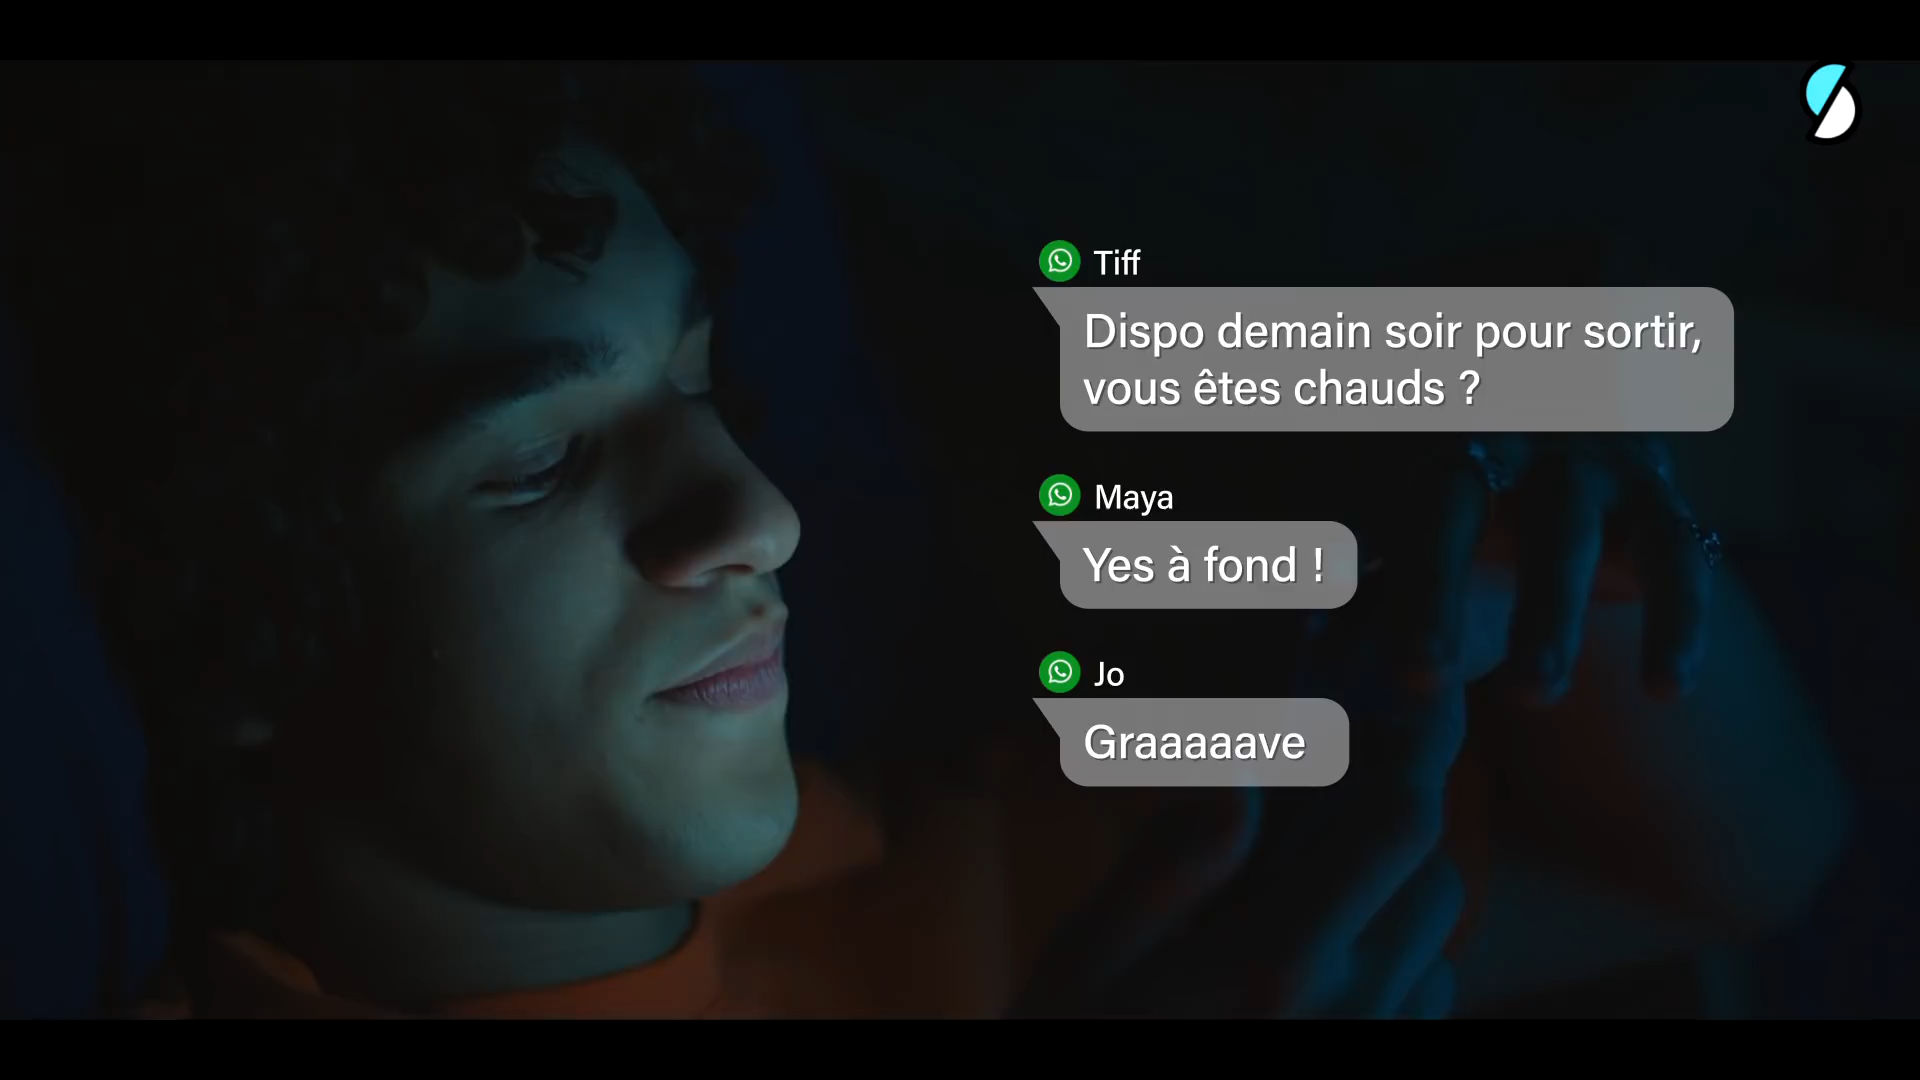 Tiff
Dispo demain soir pour sortir,
vous êtes chauds ?
Maya
Yes à fond !
Jo
Graaaaave